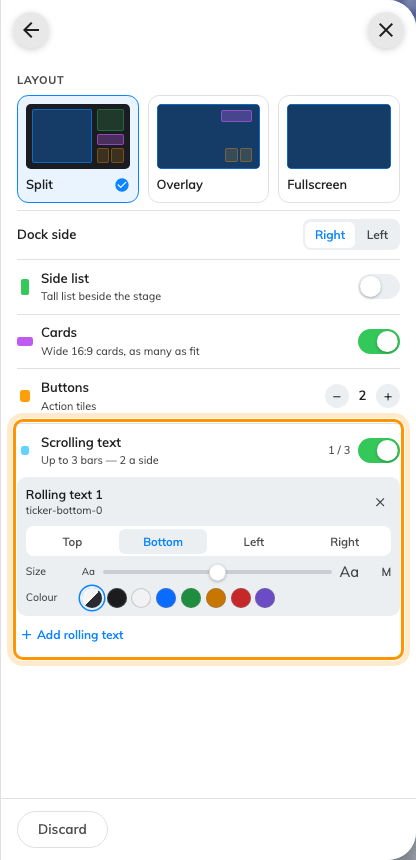 LAYOUT
Split
Overlay
Fullscreen
Dock side
Right
Left
Side list
Tall list beside the stage
Cards
Wide 16:9 cards, as many as fit
Buttons
Action tiles
− 2 +
Scrolling text
Up to 3 bars — 2 a side
1 / 3
Rolling text 1
ticker-bottom-0
Top
Bottom
Left
Right
Size
Aa
Aa
M
Colour
+ Add rolling text
Discard